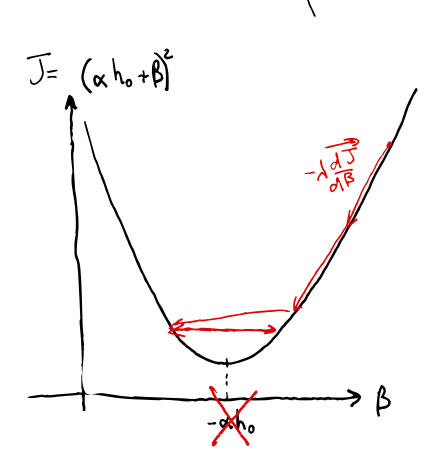 J = (αh₀+β)²
-λ dJ/dβ
β
-αh₀